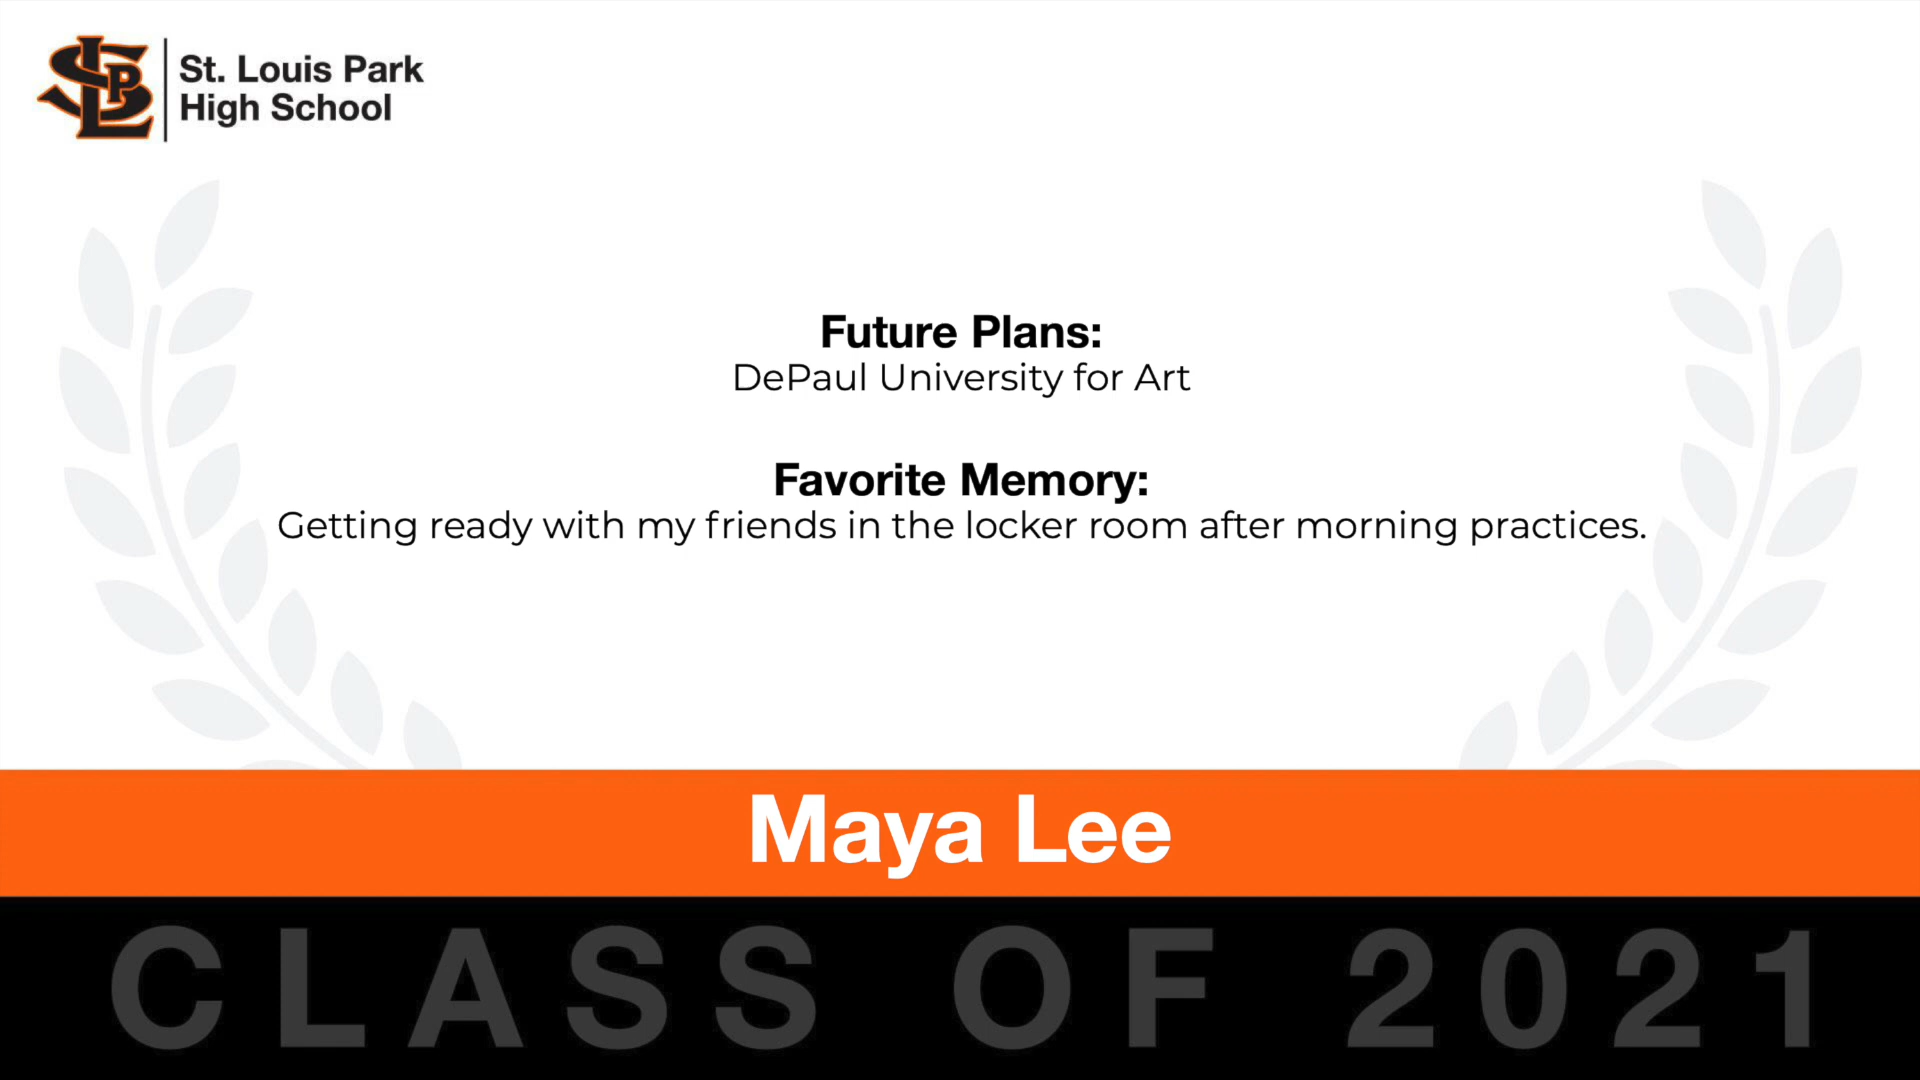 SLP
St. Louis Park
High School
Future Plans:
DePaul University for Art
Favorite Memory:
Getting ready with my friends in the locker room after morning practices.
Maya Lee
CLASS OF 2021